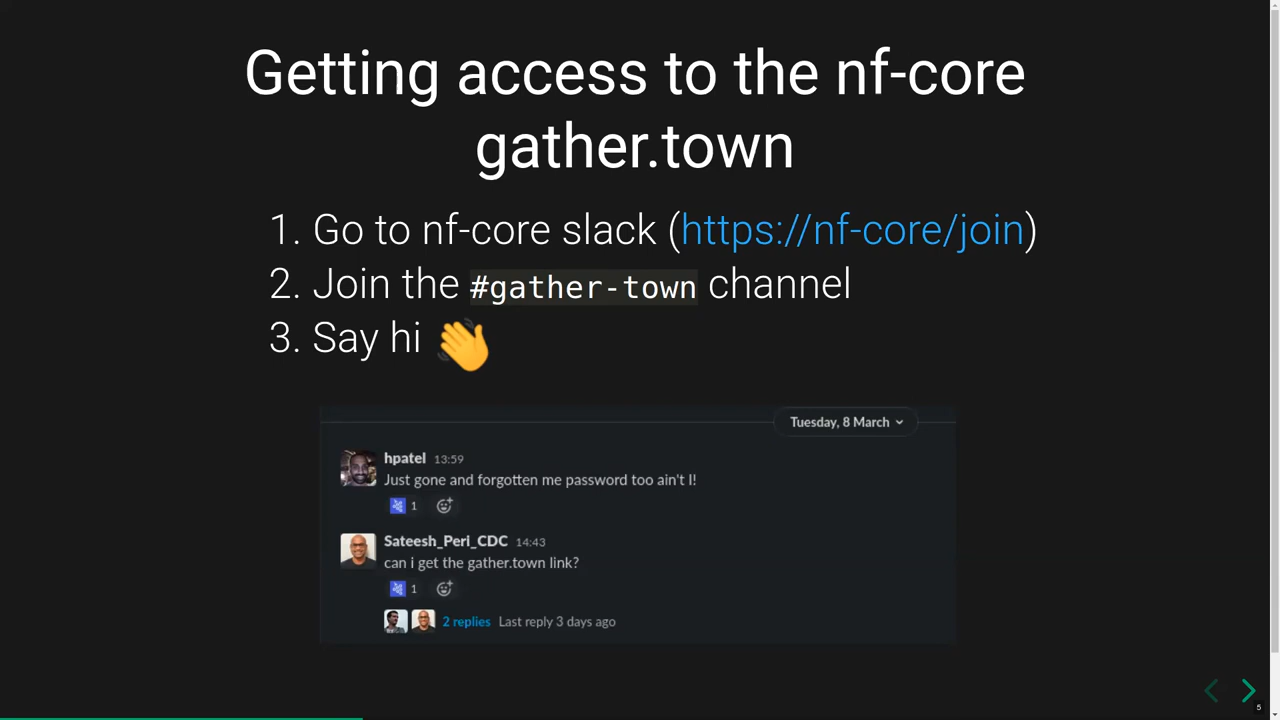 Getting access to the nf-core
gather.town
1. Go to nf-core slack (https://nf-core/join)
2. Join the #gather-town channel
3. Say hi 👋
Tuesday, 8 March
hpatel 13:59
Just gone and forgotten me password too ain't I!
1
Sateesh_Peri_CDC 14:43
can i get the gather.town link?
1
2 replies Last reply 3 days ago
5